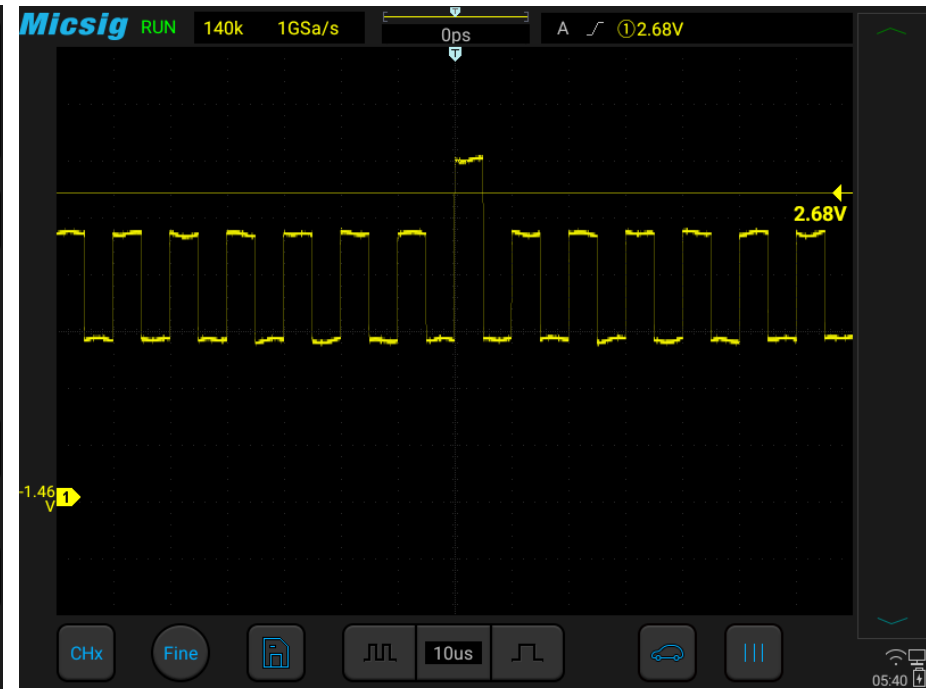 Micsig RUN 140k 1GSa/s 0ps A ①2.68V
T
T
2.68V
-1.46
V
1
CHx Fine 10us
05:40